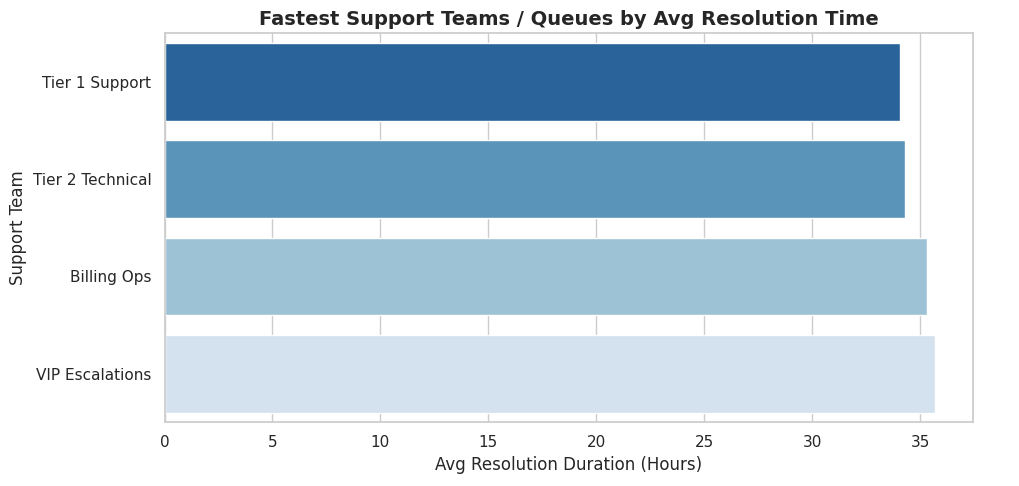 Fastest Support Teams / Queues by Avg Resolution Time
Support Team
Tier 1 Support
Tier 2 Technical
Billing Ops
VIP Escalations
0 5 10 15 20 25 30 35
Avg Resolution Duration (Hours)